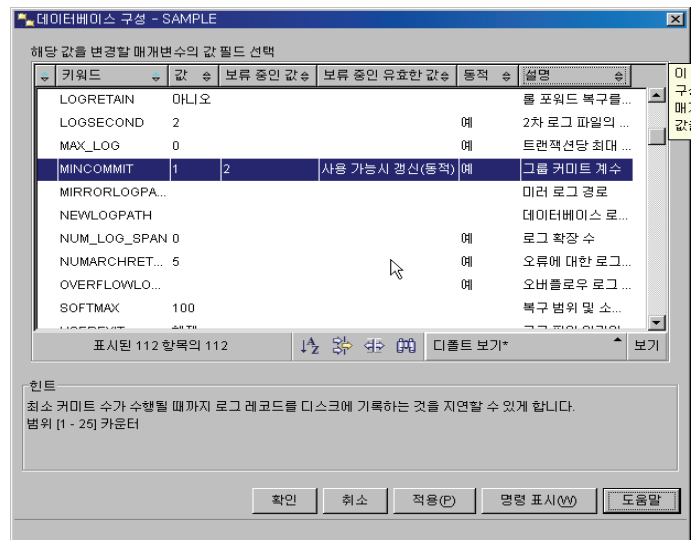 데이터베이스 구성 - SAMPLE
해당 값을 변경할 매개변수의 값 필드 선택
키워드 값 보류 중인 값 보류 중인 유효한 값 동적 설명
LOGRETAIN 아니오 롤 포워드 복구를...
LOGSECOND 2 예 2차 로그 파일의 ...
MAX_LOG 0 예 트랜잭션당 최대 ...
MINCOMMIT 1 2 사용 가능시 갱신(동적) 예 그룹 커미트 계수
MIRRORLOGPA... 미러 로그 경로
NEWLOGPATH 데이터베이스 로...
NUM_LOG_SPAN 0 예 로그 확장 수
NUMARCHRET... 5 예 오류에 대한 로그...
OVERFLOWLO... 예 오버플로우 로그 ...
SOFTMAX 100 복구 범위 및 소...
표시된 112 항목의 112 디폴트 보기* 보기
이
힌트
최소 커미트 수가 수행될 때까지 로그 레코드를 디스크에 기록하는 것을 지연할 수 있게 합니다.
범위 [1 - 25] 카운터
확인 취소 적용(P) 명령 표시(W) 도움말